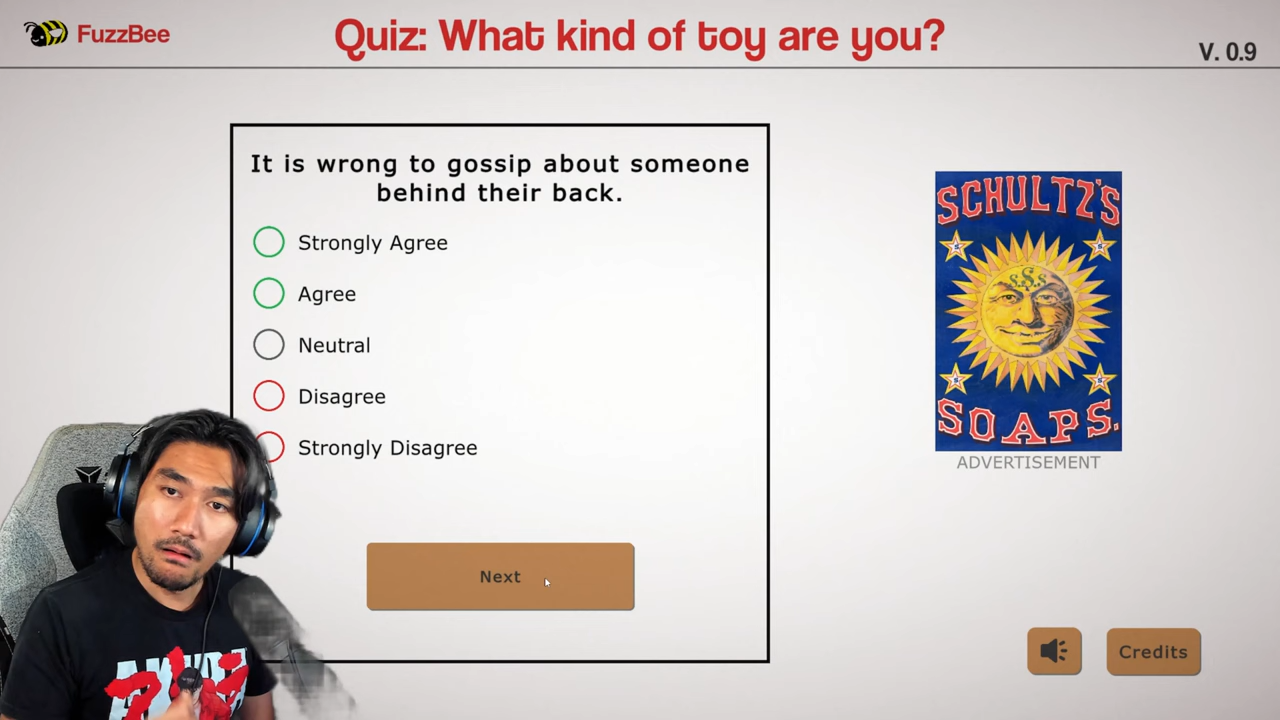 FuzzBee
Quiz: What kind of toy are you?
V. 0.9
It is wrong to gossip about someone
behind their back.
Strongly Agree
Agree
Neutral
Disagree
Strongly Disagree
Next
SCHULTZ'S
S.S.S
SOAPS.
ADVERTISEMENT
Credits